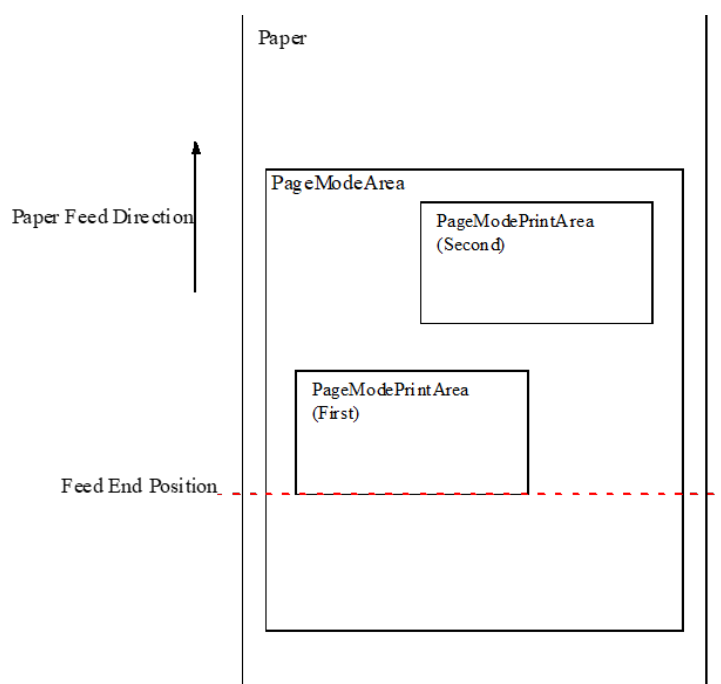 Paper
PageModeArea
Paper Feed Direction
PageModePrintArea
(Second)
PageModePrintArea
(First)
Feed End Position